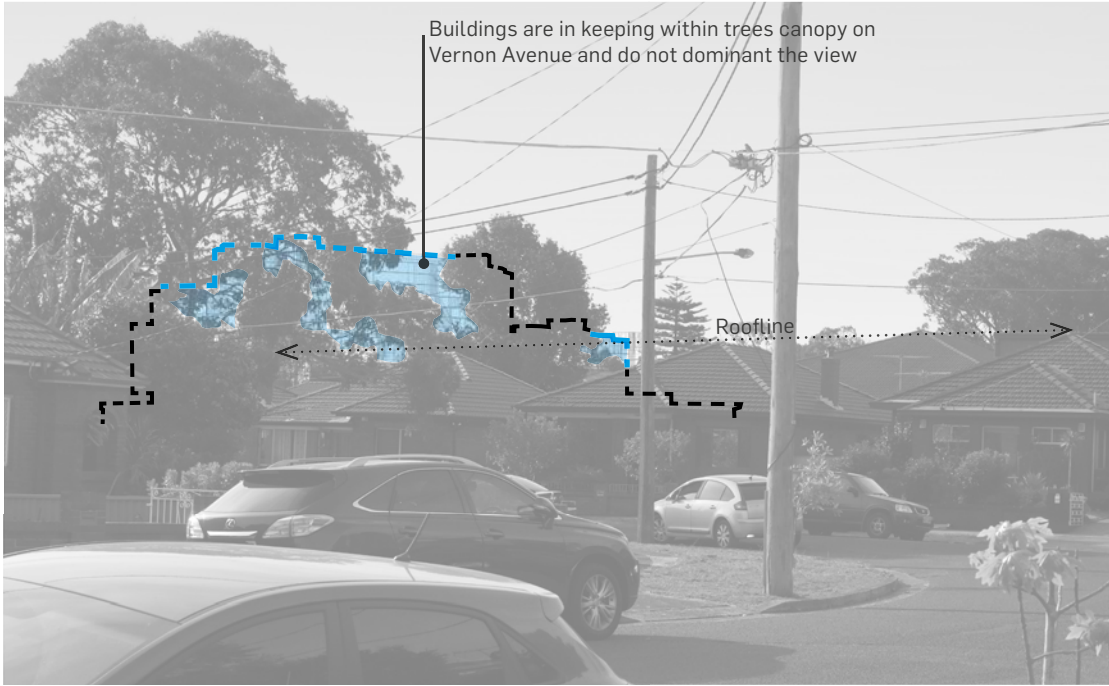 Buildings are in keeping within trees canopy on
Vernon Avenue and do not dominant the view
Roofline